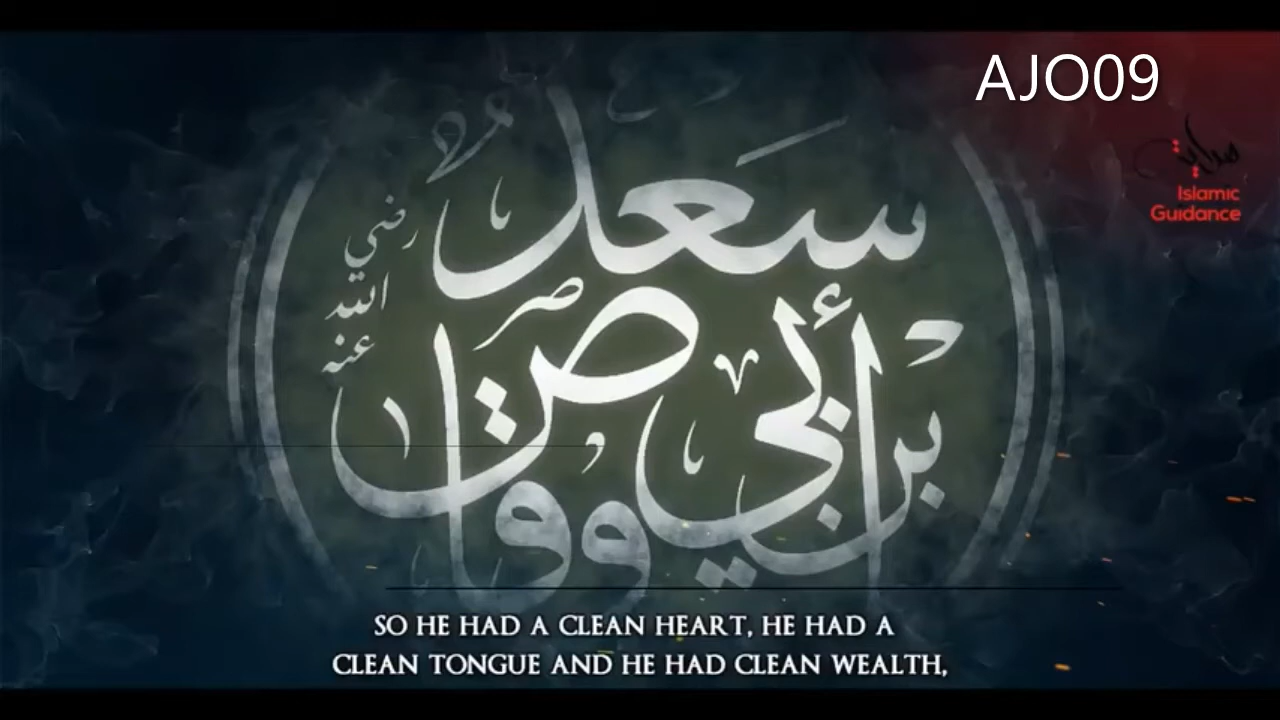 AJO09
هداية
Islamic
Guidance
سَعدٌ
بن أبي وقاص
رضي
الله
عنه
SO HE HAD A CLEAN HEART, HE HAD A
CLEAN TONGUE AND HE HAD CLEAN WEALTH,